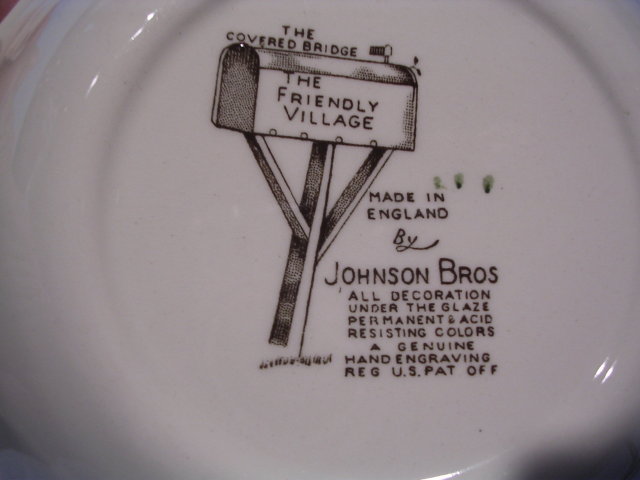 THE
COVERED BRIDGE
THE
FRIENDLY
VILLAGE
MADE IN
ENGLAND
By
JOHNSON BROS
ALL DECORATION
UNDER THE GLAZE
PERMANENT & ACID
RESISTING COLORS
A GENUINE
HAND ENGRAVING
REG U.S. PAT OFF